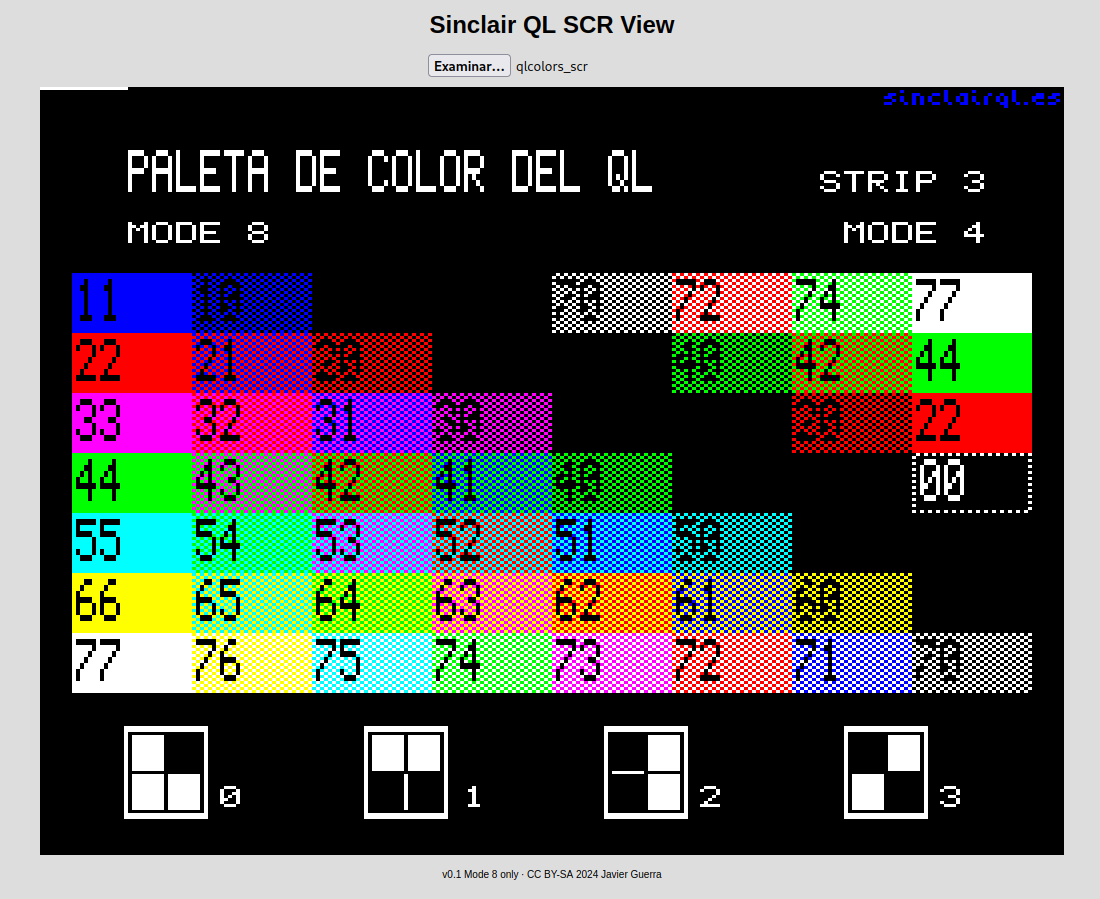 Sinclair QL SCR View
Examinar... qlcolors_scr
sinclairql.es
PALETA DE COLOR DEL QL
STRIP 3
MODE 8 MODE 4
11 10 70 72 74 77
22 21 20 40 42 44
33 32 31 30 20 22
44 43 42 41 40 00
55 54 53 52 51 50
66 65 64 63 62 61 60
77 76 75 74 73 72 71 70
0 1 2 3
v0.1 Mode 8 only · CC BY-SA 2024 Javier Guerra